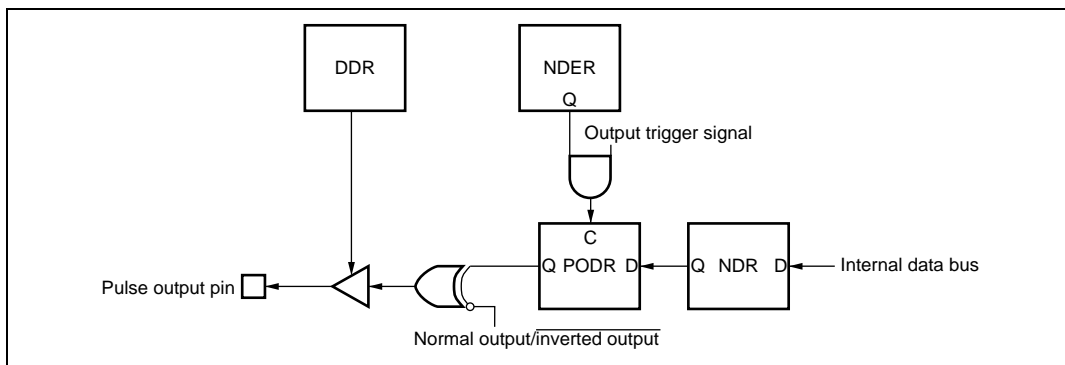 DDR
NDER
Q
Output trigger signal
C
Q PODR D
Q NDR D
Internal data bus
Pulse output pin
Normal output/inverted output